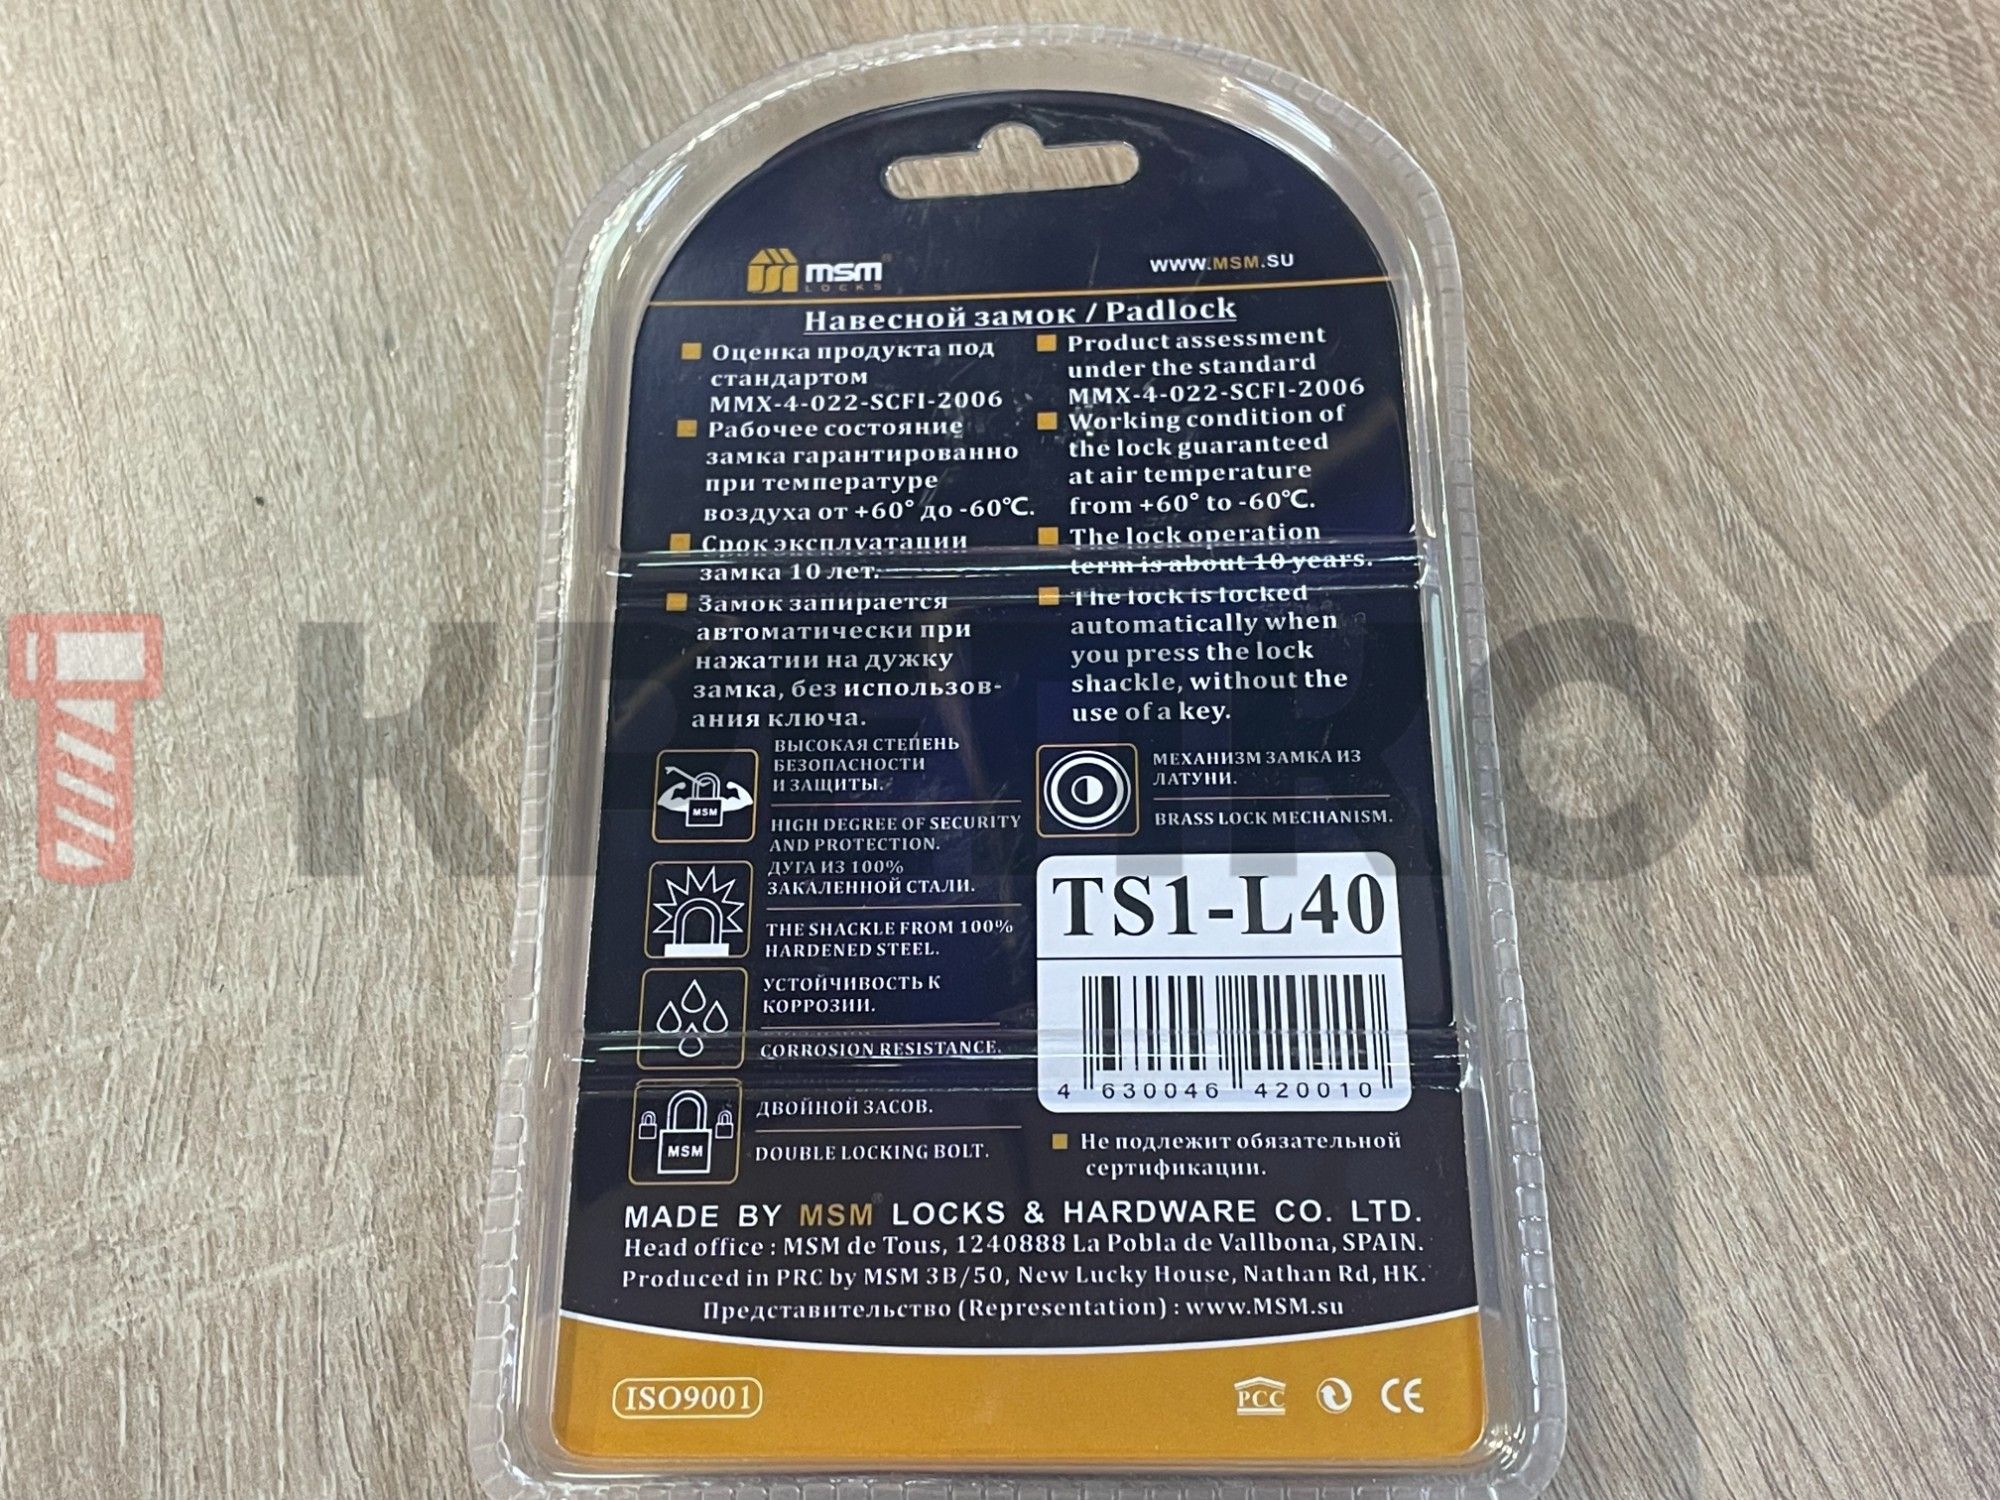 msm
LOCKS
WWW.MSM.SU
Навесной замок / Padlock
Оценка продукта под
стандартом
MMX-4-022-SCFI-2006
Рабочее состояние
замка гарантированно
при температуре
воздуха от +60° до -60℃.
Срок эксплуатации
замка 10 лет.
Замок запирается
автоматически при
нажатии на дужку
замка, без использов-
ания ключа.
Product assessment
under the standard
MMX-4-022-SCFI-2006
Working condition of
the lock guaranteed
at air temperature
from +60° to -60℃.
The lock operation
term is about 10 years.
The lock is locked
automatically when
you press the lock
shackle, without the
use of a key.
MSM
ВЫСОКАЯ СТЕПЕНЬ
БЕЗОПАСНОСТИ
И ЗАЩИТЫ.
HIGH DEGREE OF SECURITY
AND PROTECTION.
ДУГА ИЗ 100%
ЗАКАЛЕННОЙ СТАЛИ.
THE SHACKLE FROM 100%
HARDENED STEEL.
УСТОЙЧИВОСТЬ К
КОРРОЗИИ.
CORROSION RESISTANCE.
MSM
ДВОЙНОЙ ЗАСОВ.
DOUBLE LOCKING BOLT.
МЕХАНИЗМ ЗАМКА ИЗ
ЛАТУНИ.
BRASS LOCK MECHANISM.
TS1-L40
4 630046 420010
Не подлежит обязательной
сертификации.
MADE BY MSM® LOCKS & HARDWARE CO. LTD.
Head office : MSM de Tous, 1240888 La Pobla de Vallbona, SPAIN.
Produced in PRC by MSM 3B/50, New Lucky House, Nathan Rd, HK.
Представительство (Representation) : www.MSM.su
ISO9001
РСС
CE